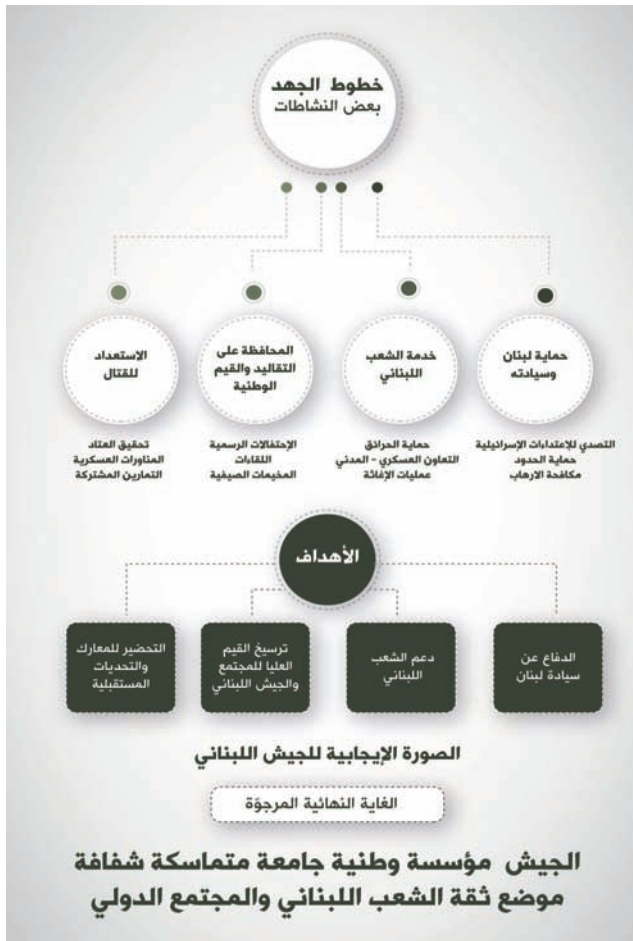 خطوط الجهد
بعض النشاطات
حماية لبنان
وسيادته
التصدي للإعتداءات الإسرائيلية
حماية الحدود
مكافحة الارهاب
خدمة الشعب
اللبناني
حماية الحرائق
التعاون العسكري - المدني
عمليات الإغاثة
المحافظة على
التقاليد والقيم
الوطنية
الإحتفالات الرسمية
اللقاءات
المخيمات الصيفية
الاستعداد
للقتال
تحقيق العتاد
المناورات العسكرية
التمارين المشتركة
الأهداف
الدفاع عن
سيادة لبنان
دعم الشعب
اللبناني
ترسيخ القيم
العليا للمجتمع
والجيش اللبناني
التحضير للمعارك
والتحديات
المستقبلية
الصورة الإيجابية للجيش اللبناني
الغاية النهائية المرجوّة
الجيش مؤسسة وطنية جامعة متماسكة شفافة
موضع ثقة الشعب اللبناني والمجتمع الدولي